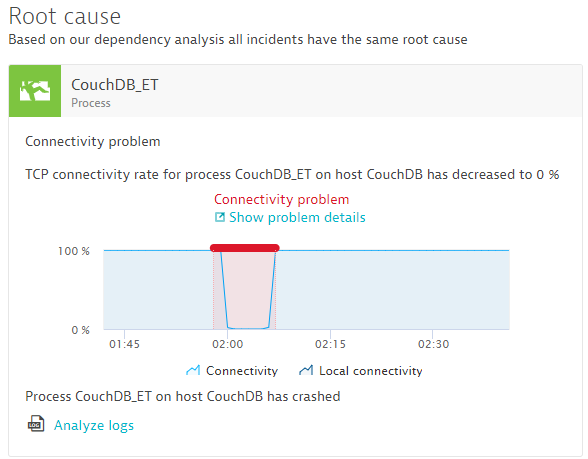 Root cause
Based on our dependency analysis all incidents have the same root cause
CouchDB_ET
Process
Connectivity problem
TCP connectivity rate for process CouchDB_ET on host CouchDB has decreased to 0 %
Connectivity problem
Show problem details
100 %
0 %
01:45 02:00 02:15 02:30
Connectivity Local connectivity
Process CouchDB_ET on host CouchDB has crashed
LOG Analyze logs